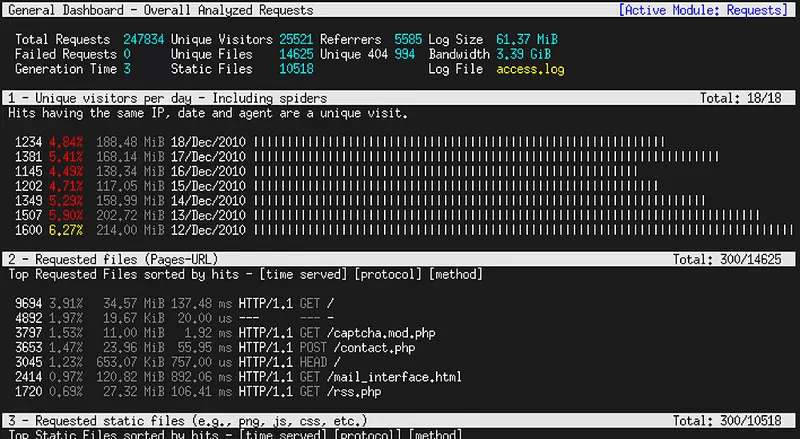 General Dashboard - Overall Analyzed Requests [Active Module: Requests]
Total Requests 247834 Unique Visitors 25521 Referrers 5585 Log Size 61.37 MiB
Failed Requests 0 Unique Files 14625 Unique 404 994 Bandwidth 3.39 GiB
Generation Time 3 Static Files 10518 Log File access.log
1 - Unique visitors per day - Including spiders Total: 18/18
Hits having the same IP, date and agent are a unique visit.
1234 4.84% 188.48 MiB 18/Dec/2010
1381 5.41% 168.14 MiB 17/Dec/2010
1145 4.49% 138.34 MiB 16/Dec/2010
1202 4.71% 117.05 MiB 15/Dec/2010
1349 5.29% 158.99 MiB 14/Dec/2010
1507 5.90% 202.72 MiB 13/Dec/2010
1600 6.27% 214.00 MiB 12/Dec/2010
2 - Requested files (Pages-URL) Total: 300/14625
Top Requested Files sorted by hits - [time served] [protocol] [method]
9694 3.91% 34.57 MiB 137.48 ms HTTP/1.1 GET /
4892 1.97% 19.67 KiB 20.00 us --- --- -
3797 1.53% 11.00 MiB 1.92 ms HTTP/1.1 GET /captcha.mod.php
3653 1.47% 23.96 MiB 55.95 ms HTTP/1.1 POST /contact.php
3045 1.23% 653.07 KiB 757.00 us HTTP/1.1 HEAD /
2414 0.97% 120.82 MiB 892.06 ms HTTP/1.1 GET /mail_interface.html
1720 0.69% 27.32 MiB 106.41 ms HTTP/1.1 GET /rss.php
3 - Requested static files (e.g., png, js, css, etc.) Total: 300/10518
Top Static Files sorted by hits - [time served] [protocol] [method]